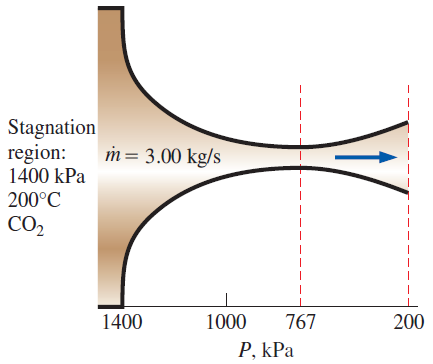 Stagnation
region:
1400 kPa
200°C
CO₂
ṁ = 3.00 kg/s
1400 1000 767 200
P, kPa